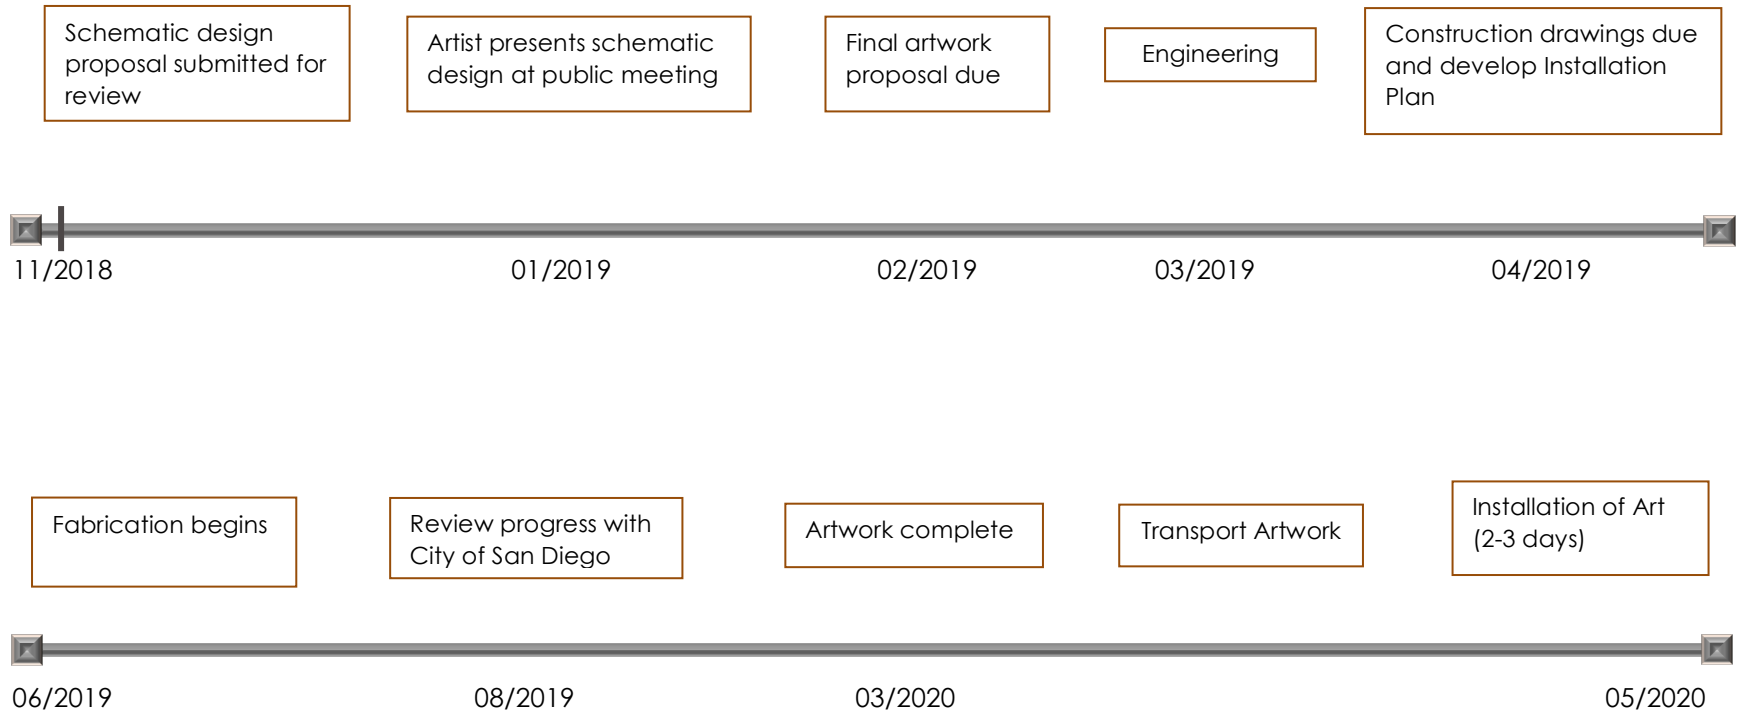 Schematic design
proposal submitted for
review
Artist presents schematic
design at public meeting
Final artwork
proposal due
Engineering
Construction drawings due
and develop Installation
Plan
11/2018
01/2019
02/2019
03/2019
04/2019
Fabrication begins
Review progress with
City of San Diego
Artwork complete
Transport Artwork
Installation of Art
(2-3 days)
06/2019
08/2019
03/2020
05/2020